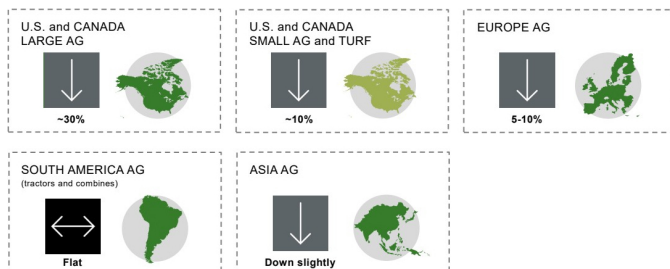 U.S. and CANADA
LARGE AG
~30%
U.S. and CANADA
SMALL AG and TURF
~10%
EUROPE AG
5-10%
SOUTH AMERICA AG
(tractors and combines)
Flat
ASIA AG
Down slightly